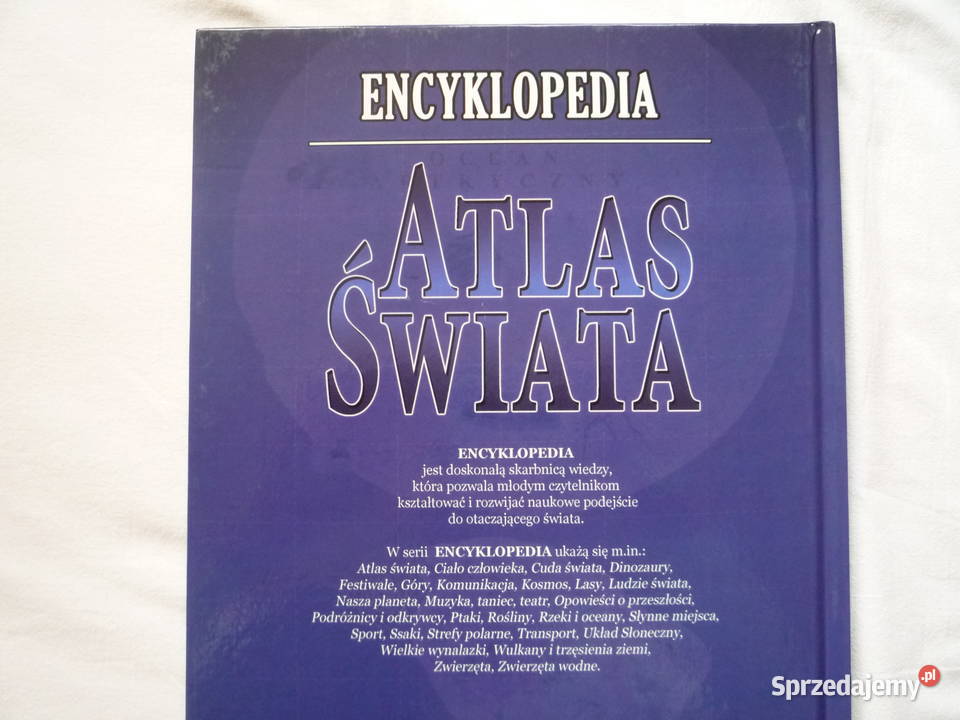 ENCYKLOPEDIA
OCEAN
ATLAS
ŚWIATA
ENCYKLOPEDIA
jest doskonałą skarbnicą wiedzy,
która pozwala młodym czytelnikom
kształtować i rozwijać naukowe podejście
do otaczającego świata.
W serii ENCYKLOPEDIA ukażą się m.in.:
Atlas świata, Ciało człowieka, Cuda świata, Dinozaury,
Festiwale, Góry, Komunikacja, Kosmos, Lasy, Ludzie świata,
Nasza planeta, Muzyka, taniec, teatr, Opowieści o przeszłości,
Podróżnicy i odkrywcy, Ptaki, Rośliny, Rzeki i oceany, Słynne miejsca,
Sport, Ssaki, Strefy polarne, Transport, Układ Słoneczny,
Wielkie wynalazki, Wulkany i trzęsienia ziemi,
Zwierzęta, Zwierzęta wodne.
Sprzedajemy.pl